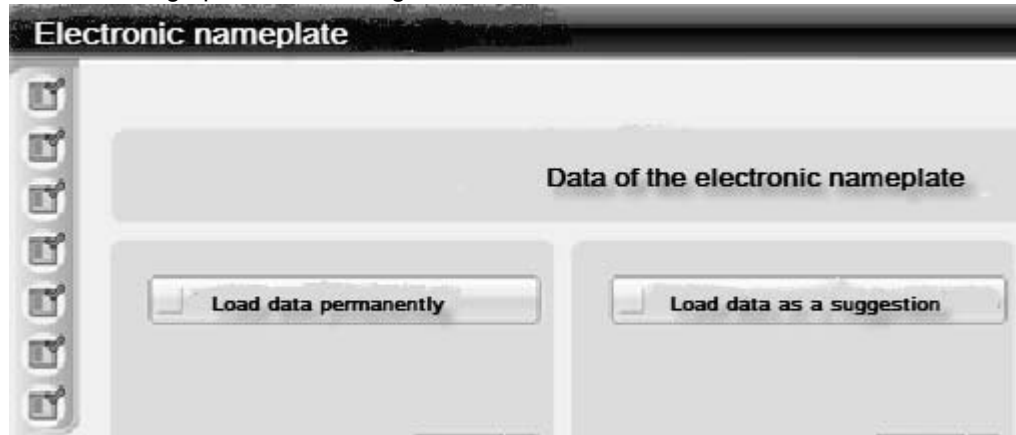 Electronic nameplate
Data of the electronic nameplate
Load data permanently
Load data as a suggestion